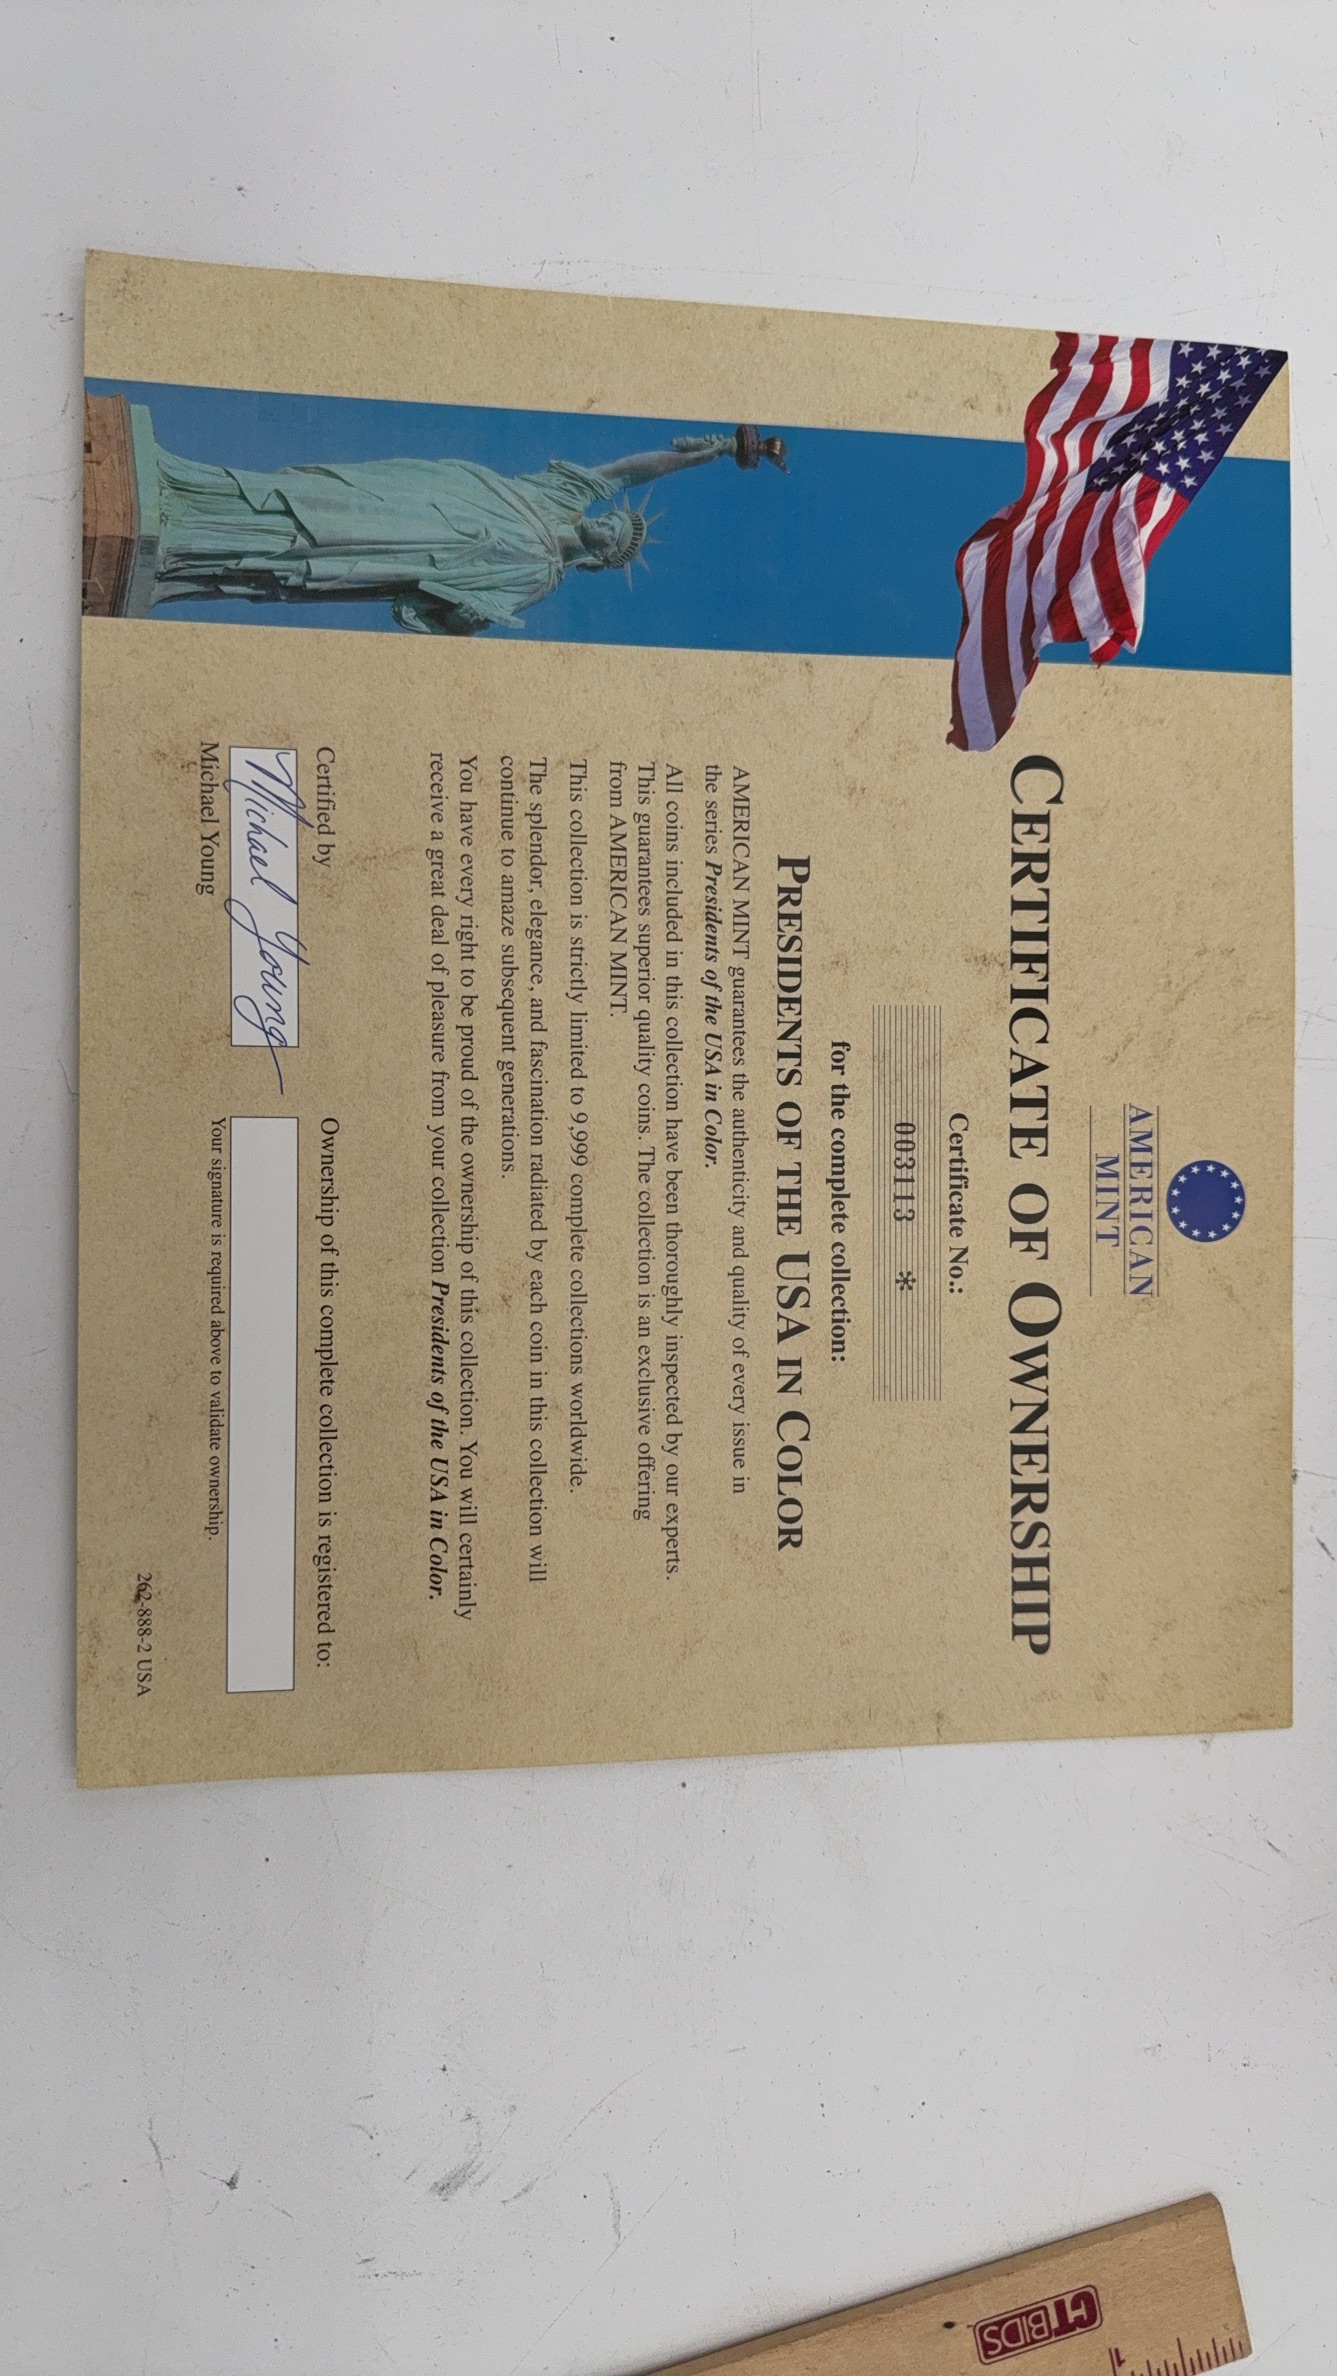 AMERICAN
MINT
CERTIFICATE OF OWNERSHIP
Certificate No.:
003113 *
for the complete collection:
PRESIDENTS OF THE USA IN COLOR
AMERICAN MINT guarantees the authenticity and quality of every issue in
the series Presidents of the USA in Color.
All coins included in this collection have been thoroughly inspected by our experts.
This guarantees superior quality coins. The collection is an exclusive offering
from AMERICAN MINT.
This collection is strictly limited to 9,999 complete collections worldwide.
The splendor, elegance, and fascination radiated by each coin in this collection will
continue to amaze subsequent generations.
You have every right to be proud of the ownership of this collection. You will certainly
receive a great deal of pleasure from your collection Presidents of the USA in Color.
Certified by
Michael Young
Michael Young
Ownership of this complete collection is registered to:
Your signature is required above to validate ownership.
262-888-2 USA
CTBIDS
1